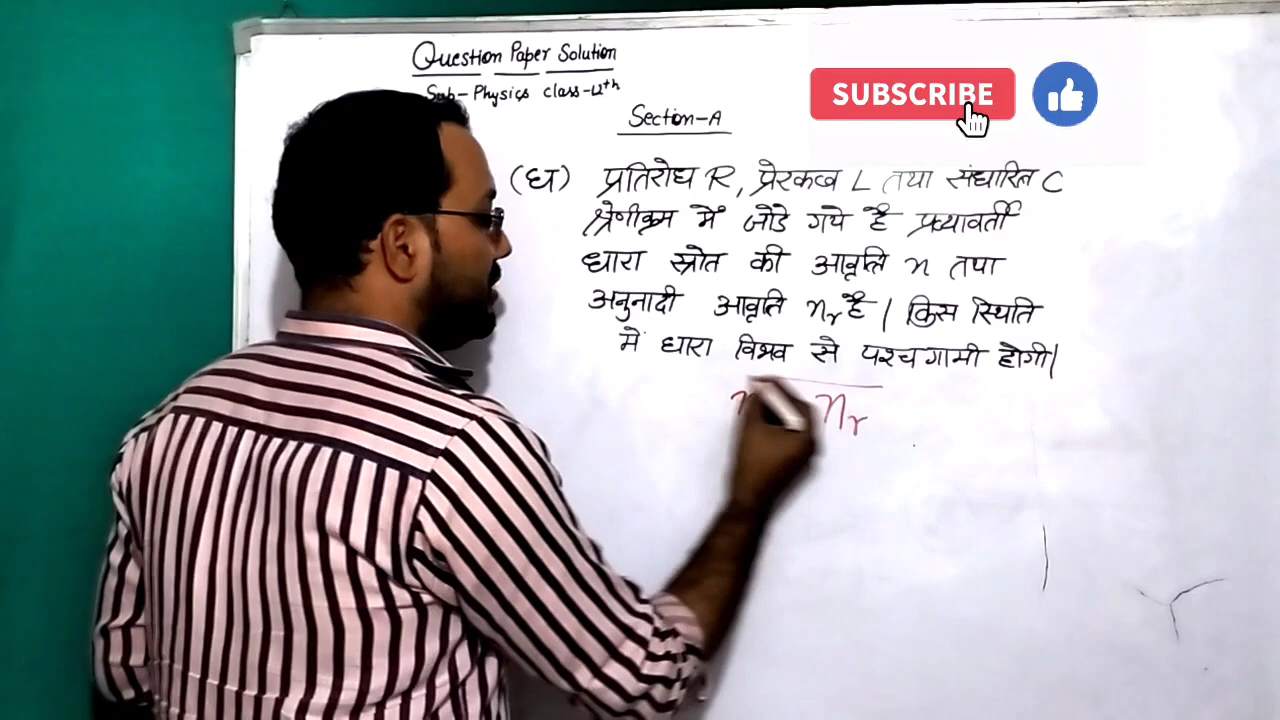 Question Paper Solution
Sub- Physics class-12th
Section-A
SUBSCRIBE
(घ) प्रतिरोध R, प्रेरकत्व L तथा संधारित्र C
श्रेणीक्रम में जोडे गये है प्रत्यावर्ती
धारा स्रोत की आवृत्ति n तथा
अनुनादी आवृति nr है। किस स्थिति
में धारा विभव से पश्चगामी होगी।
n nr